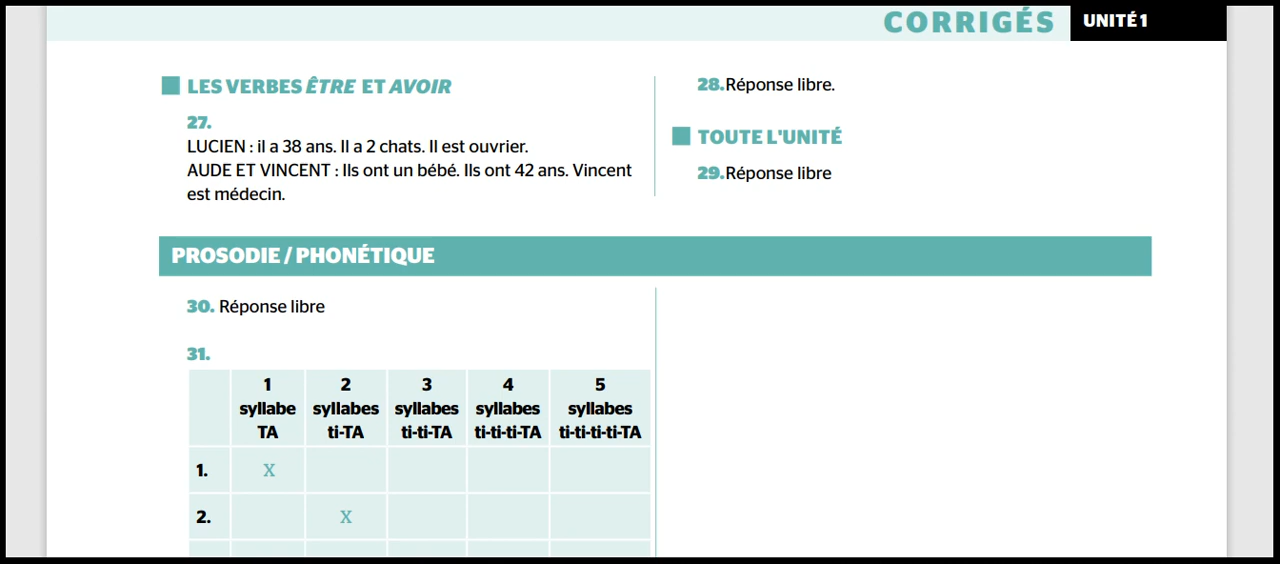 CORRIGÉS UNITÉ 1
LES VERBES ÊTRE ET AVOIR
27.
LUCIEN : il a 38 ans. Il a 2 chats. Il est ouvrier.
AUDE ET VINCENT : Ils ont un bébé. Ils ont 42 ans. Vincent
est médecin.
28.Réponse libre.
TOUTE L'UNITÉ
29.Réponse libre
PROSODIE / PHONÉTIQUE
30. Réponse libre
31.
1 2 3 4 5
syllabe syllabes syllabes syllabes syllabes
TA ti-TA ti-ti-TA ti-ti-ti-TA ti-ti-ti-ti-TA
1. X
2. X